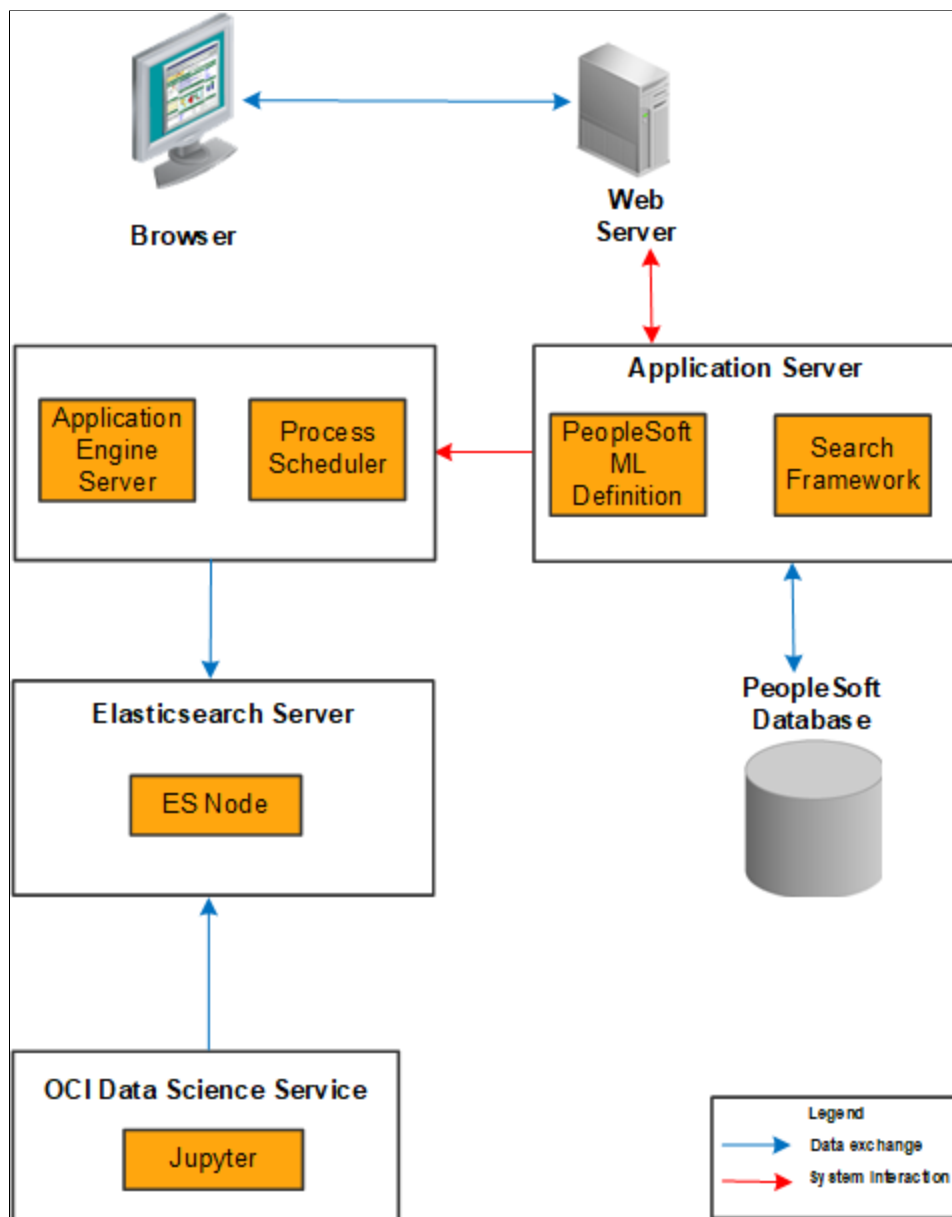 Browser
Web
Server
Application Server
Application
Engine
Server
Process
Scheduler
PeopleSoft
ML
Definition
Search
Framework
Elasticsearch Server
ES Node
PeopleSoft
Database
OCI Data Science Service
Jupyter
Legend
Data exchange
System Interaction